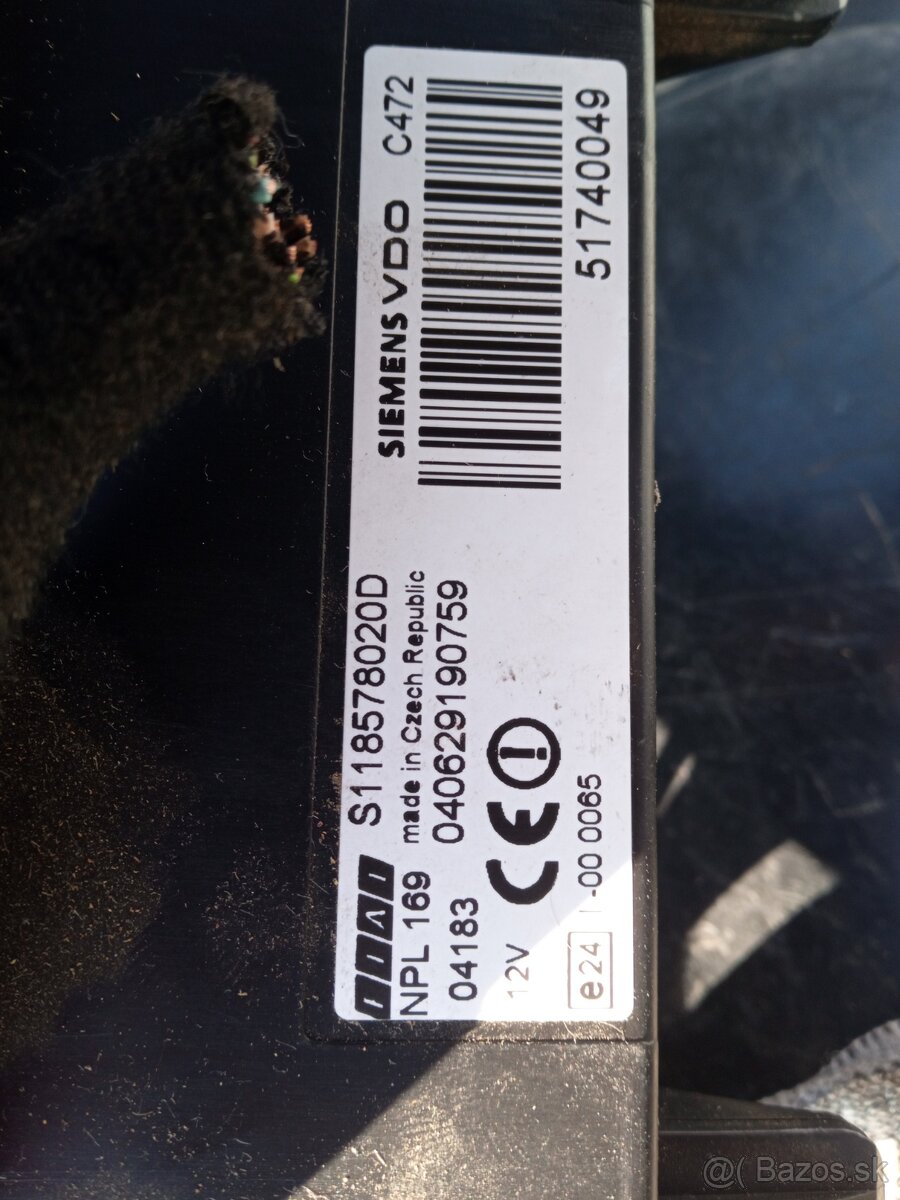 FIAT S118578020D SIEMENS VDO C472
NPL 169 made in Czech Republic
04183 040629190759
12V CE
51740049
e24 I-00 0065
@( Bazos.sk